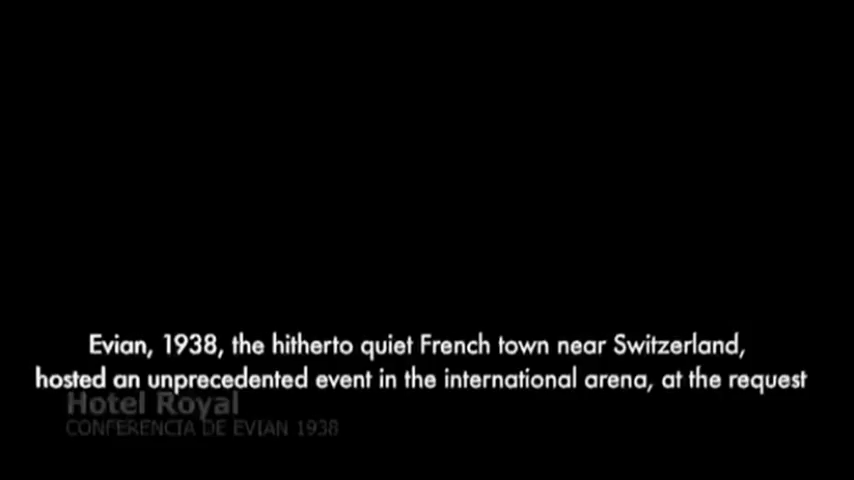 Evian, 1938, the hitherto quiet French town near Switzerland,
hosted an unprecedented event in the international arena, at the request
Hotel Royal
CONFERENCIA DE EVIAN 1938